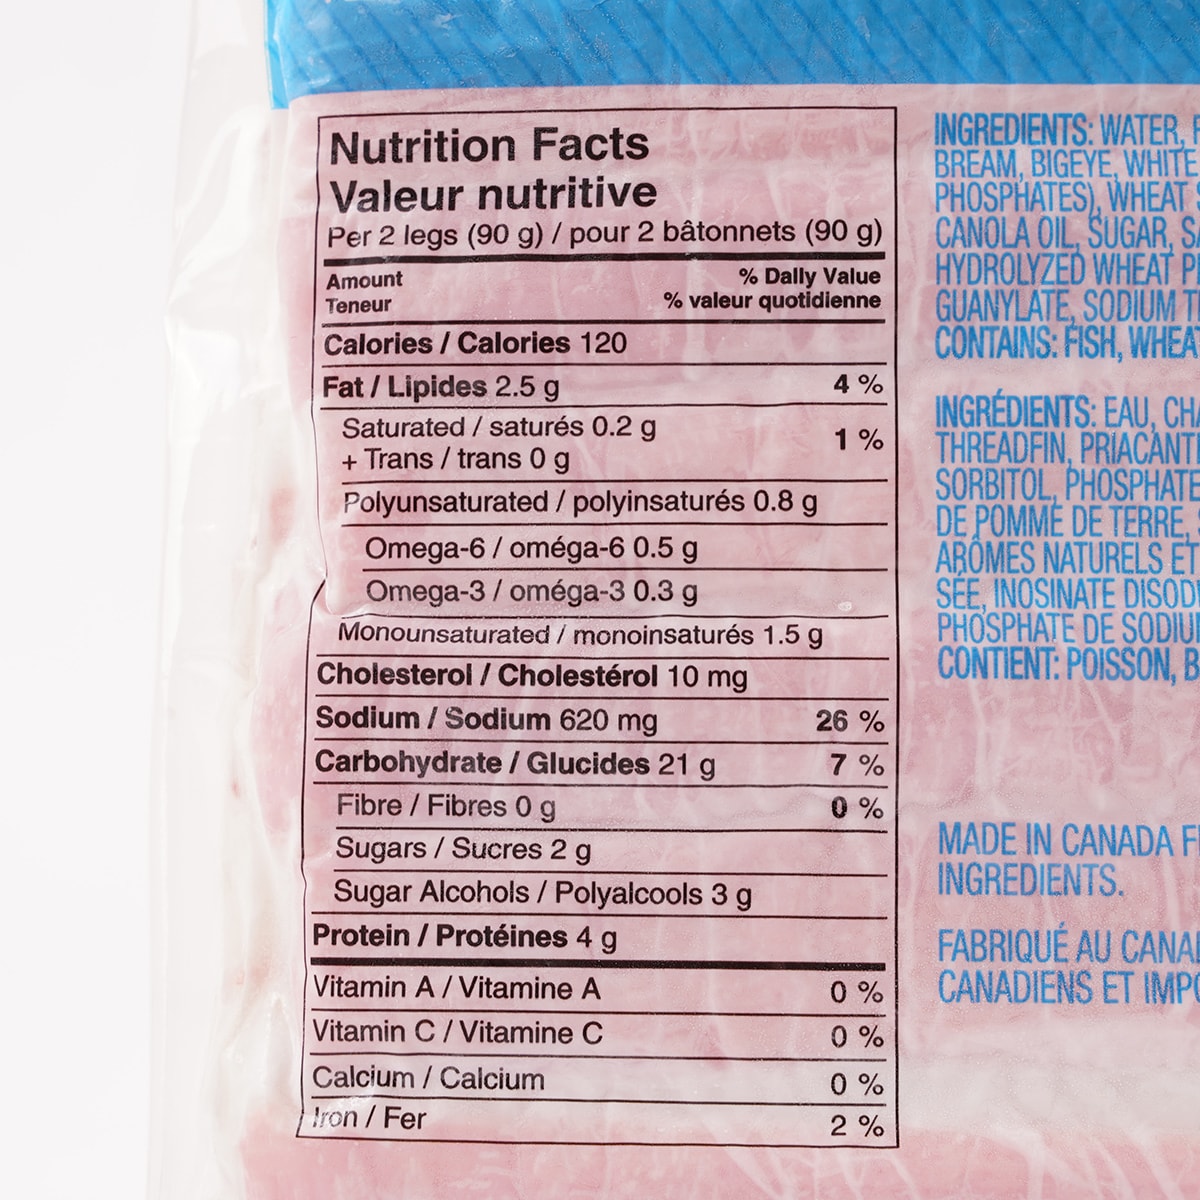 Nutrition Facts
Valeur nutritive
Per 2 legs (90 g) / pour 2 bâtonnets (90 g)
Amount % Daily Value
Teneur % valeur quotidienne
Calories / Calories 120
Fat / Lipides 2.5 g 4 %
Saturated / saturés 0.2 g
+ Trans / trans 0 g
1 %
Polyunsaturated / polyinsaturés 0.8 g
Omega-6 / oméga-6 0.5 g
Omega-3 / oméga-3 0.3 g
Monounsaturated / monoinsaturés 1.5 g
Cholesterol / Cholestérol 10 mg
Sodium / Sodium 620 mg 26 %
Carbohydrate / Glucides 21 g 7 %
Fibre / Fibres 0 g 0 %
Sugars / Sucres 2 g
Sugar Alcohols / Polyalcools 3 g
Protein / Protéines 4 g
Vitamin A / Vitamine A 0 %
Vitamin C / Vitamine C 0 %
Calcium / Calcium 0 %
Iron / Fer 2 %
INGREDIENTS: WATER,
BREAM, BIGEYE, WHITE
PHOSPHATES), WHEAT
CANOLA OIL, SUGAR,
HYDROLYZED WHEAT
GUANYLATE, SODIUM
CONTAINS: FISH,
INGRÉDIENTS: EAU,
THREADFIN,
SORBITOL,
DE POMME DE TERRE,
ARÔMES NATURELS ET
SÉE, INOSINATE
PHOSPHATE DE
CONTIENT: POISSON,
MADE IN CANADA
INGREDIENTS.
FABRIQUÉ AU
CANADIENS ET